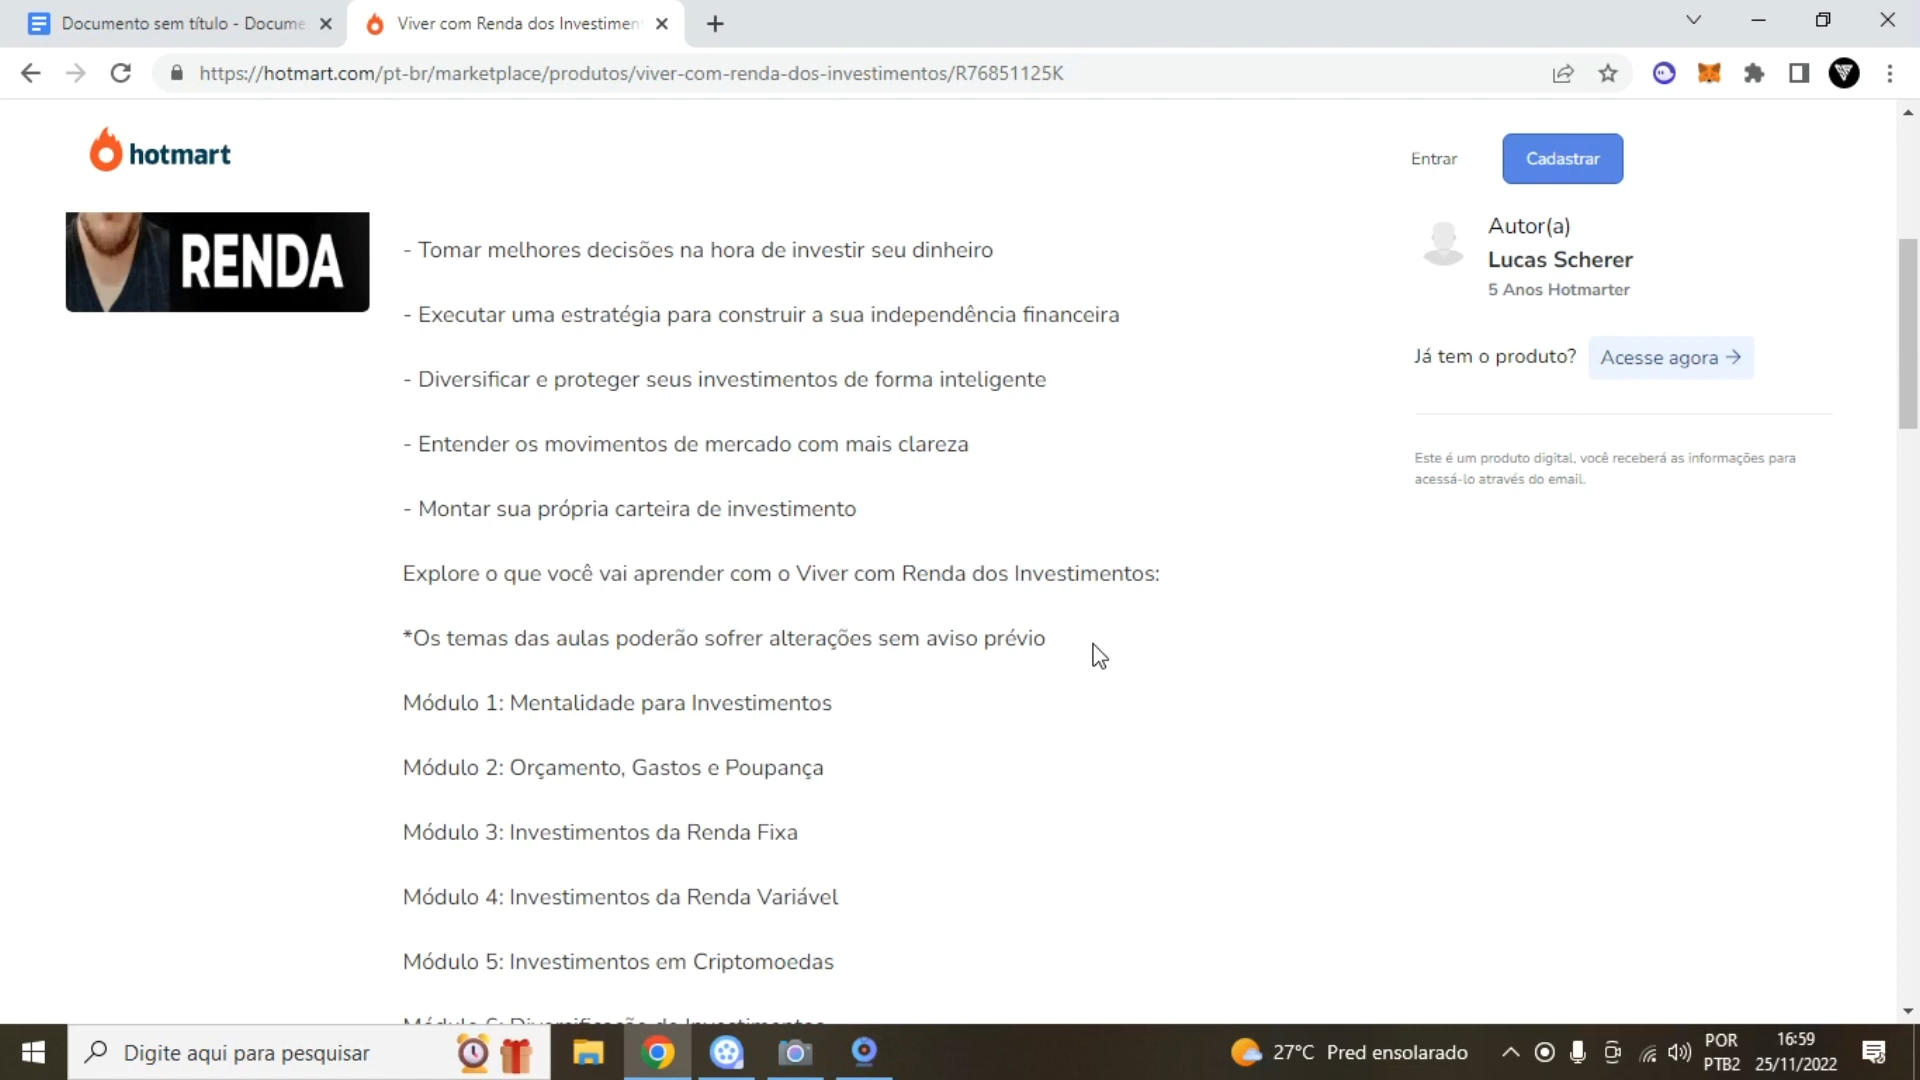 Documento sem título - Docume
Viver com Renda dos Investimen
https://hotmart.com/pt-br/marketplace/produtos/viver-com-renda-dos-investimentos/R76851125K
hotmart
Entrar
Cadastrar
RENDA
Autor(a)
Lucas Scherer
5 Anos Hotmarter
Já tem o produto?
Acesse agora →
Este é um produto digital, você receberá as informações para
acessá-lo através do email.
- Tomar melhores decisões na hora de investir seu dinheiro
- Executar uma estratégia para construir a sua independência financeira
- Diversificar e proteger seus investimentos de forma inteligente
- Entender os movimentos de mercado com mais clareza
- Montar sua própria carteira de investimento
Explore o que você vai aprender com o Viver com Renda dos Investimentos:
*Os temas das aulas poderão sofrer alterações sem aviso prévio
Módulo 1: Mentalidade para Investimentos
Módulo 2: Orçamento, Gastos e Poupança
Módulo 3: Investimentos da Renda Fixa
Módulo 4: Investimentos da Renda Variável
Módulo 5: Investimentos em Criptomoedas
Módulo 6: Diversificação de Investimentos
Digite aqui para pesquisar
27°C Pred ensolarado
POR
PTB2
16:59
25/11/2022